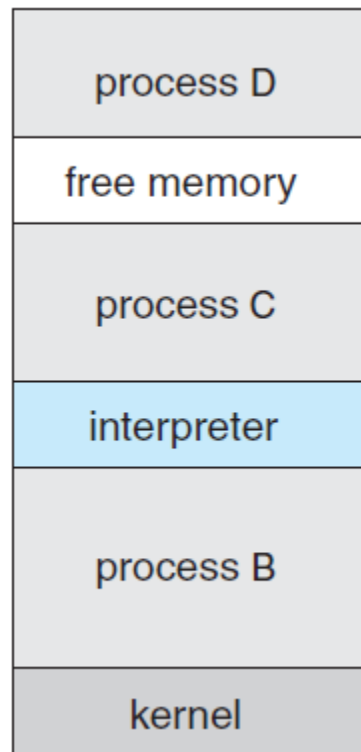 process D
free memory
process C
interpreter
process B
kernel